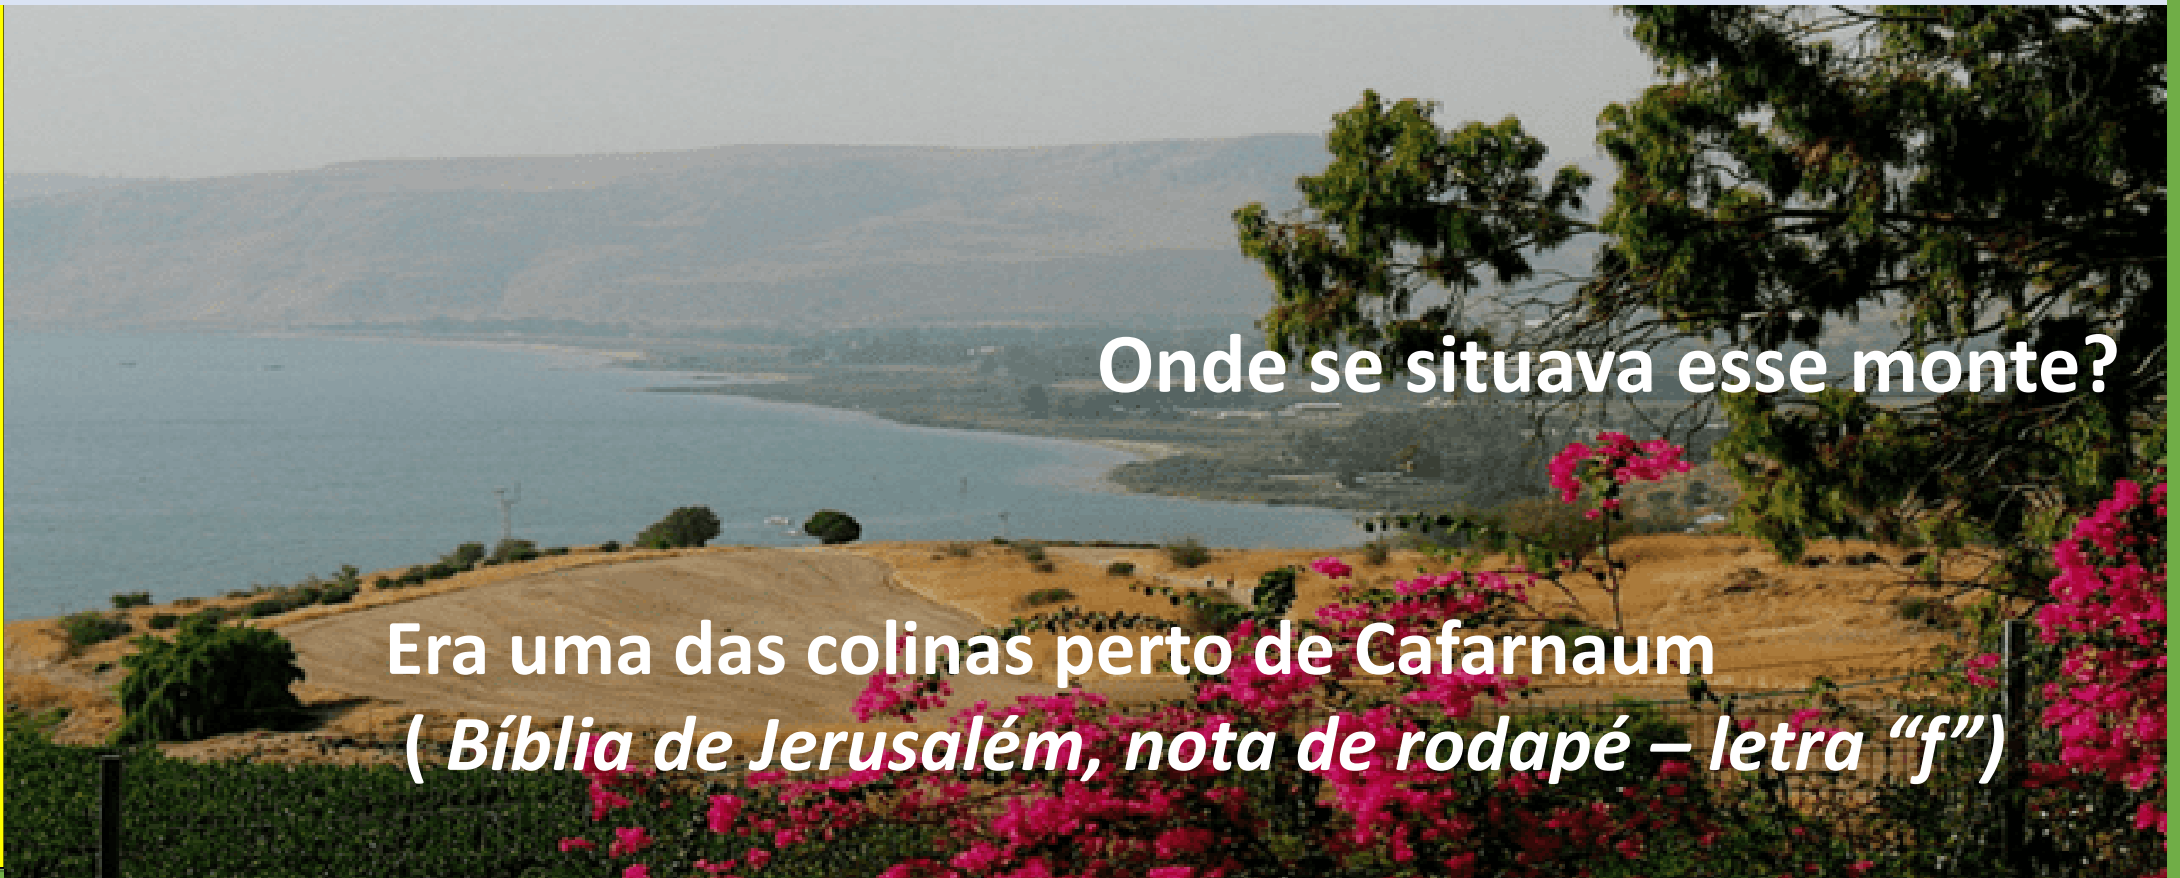 Onde se situava esse monte?
Era uma das colinas perto de Cafarnaum
( Bíblia de Jerusalém, nota de rodapé – letra “f”)